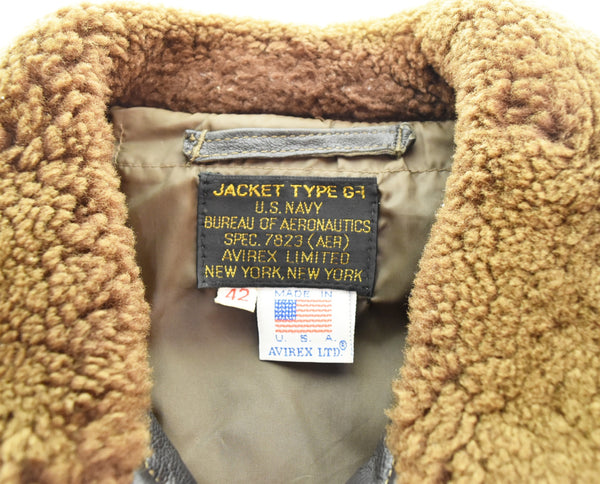 JACKET TYPE G-1
U.S. NAVY
BUREAU OF AERONAUTICS
SPEC. 7823 (AER)
AVIREX LIMITED
NEW YORK, NEW YORK
42
MADE IN
U. S. A.
AVIREX LTD.®